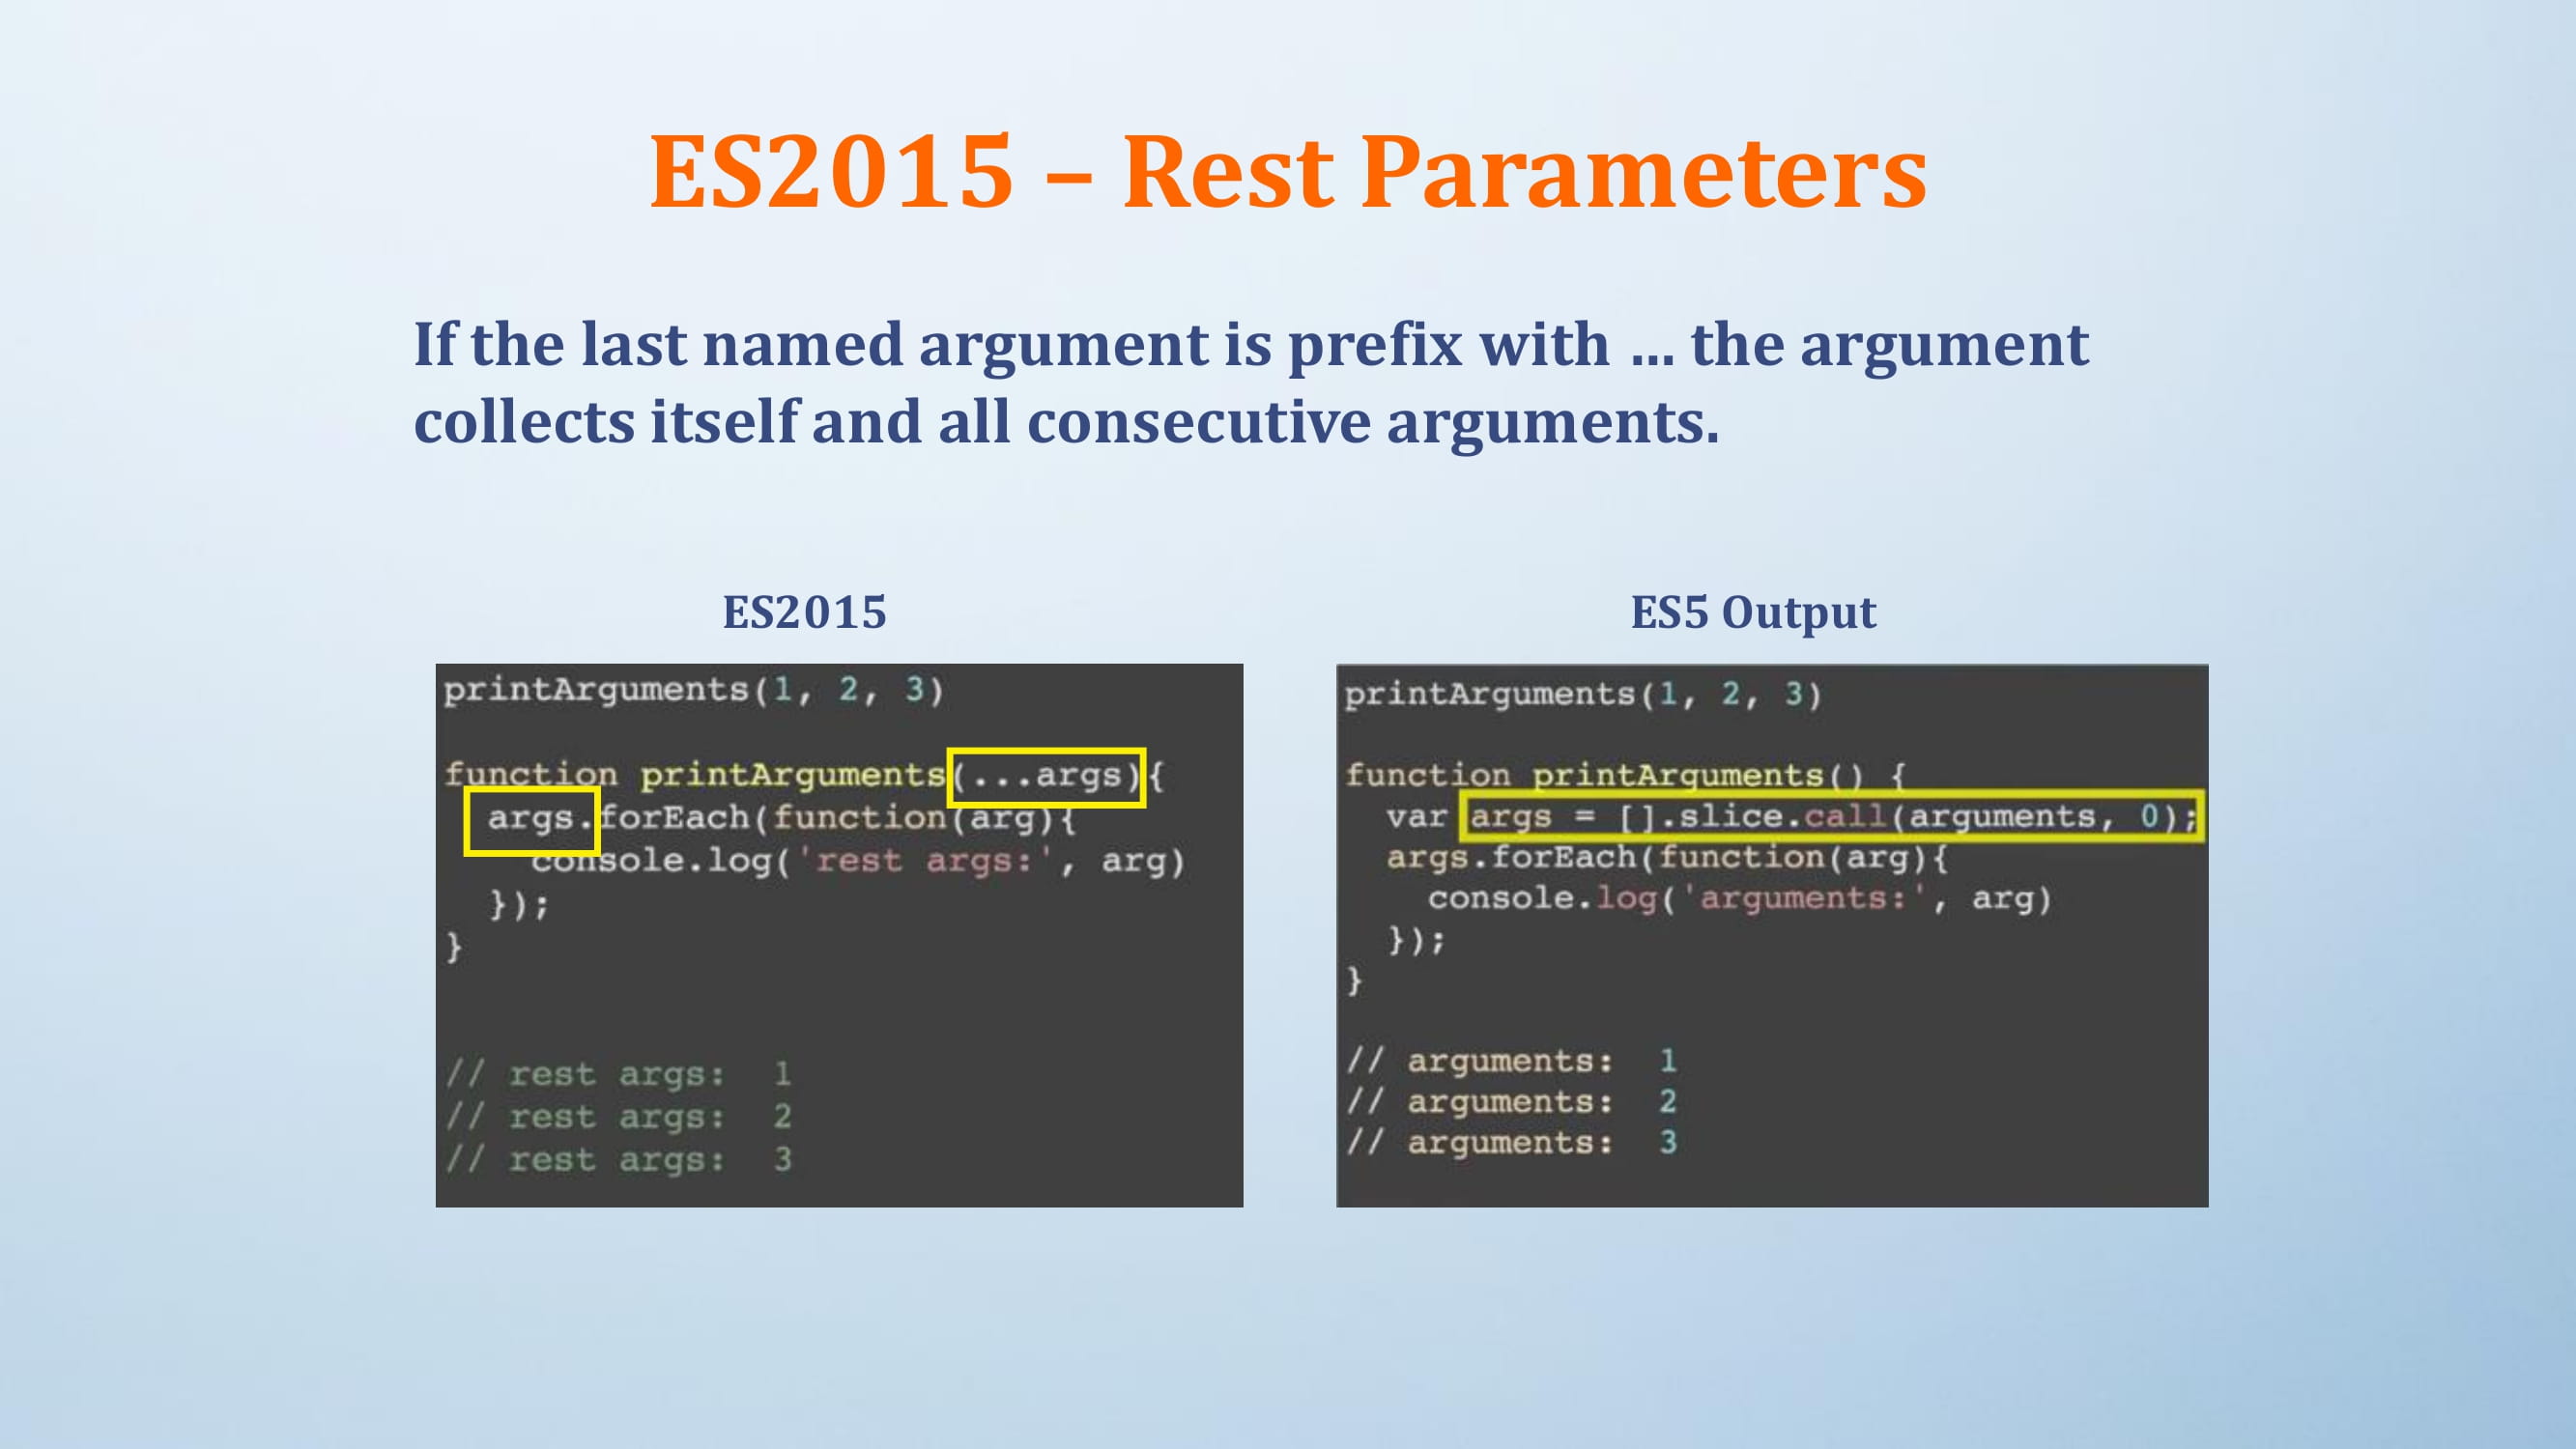 ES2015 – Rest Parameters
If the last named argument is prefix with … the argument
collects itself and all consecutive arguments.
ES2015
printArguments(1, 2, 3)
function printArguments(...args){
args.forEach(function(arg){
console.log('rest args:', arg)
});
}
// rest args:  1
// rest args:  2
// rest args:  3
ES5 Output
printArguments(1, 2, 3)
function printArguments() {
var args = [].slice.call(arguments, 0);
args.forEach(function(arg){
console.log('arguments:', arg)
});
}
// arguments:  1
// arguments:  2
// arguments:  3